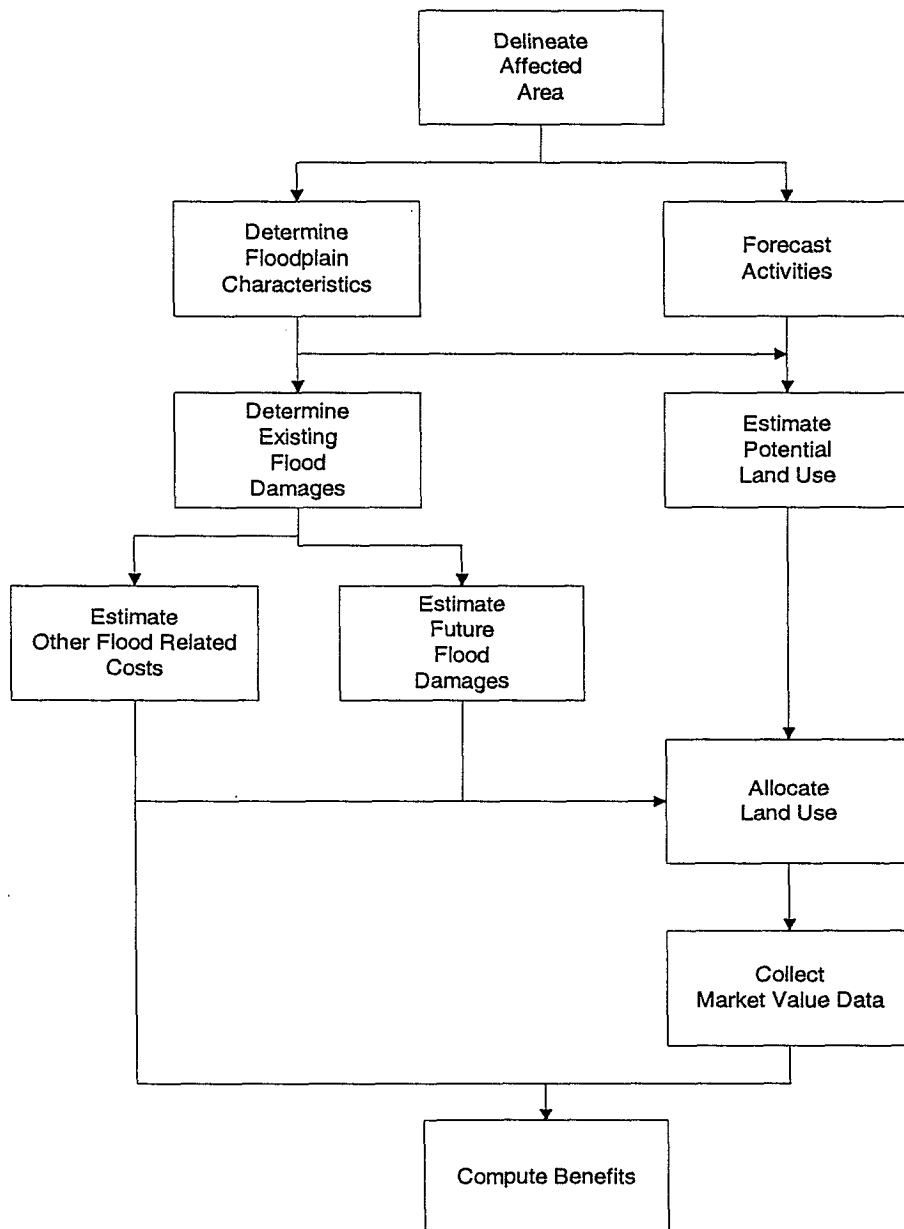 Delineate
Affected
Area
Determine
Floodplain
Characteristics
Forecast
Activities
Determine
Existing
Flood
Damages
Estimate
Potential
Land Use
Estimate
Other Flood Related
Costs
Estimate
Future
Flood
Damages
Allocate
Land Use
Collect
Market Value Data
Compute Benefits